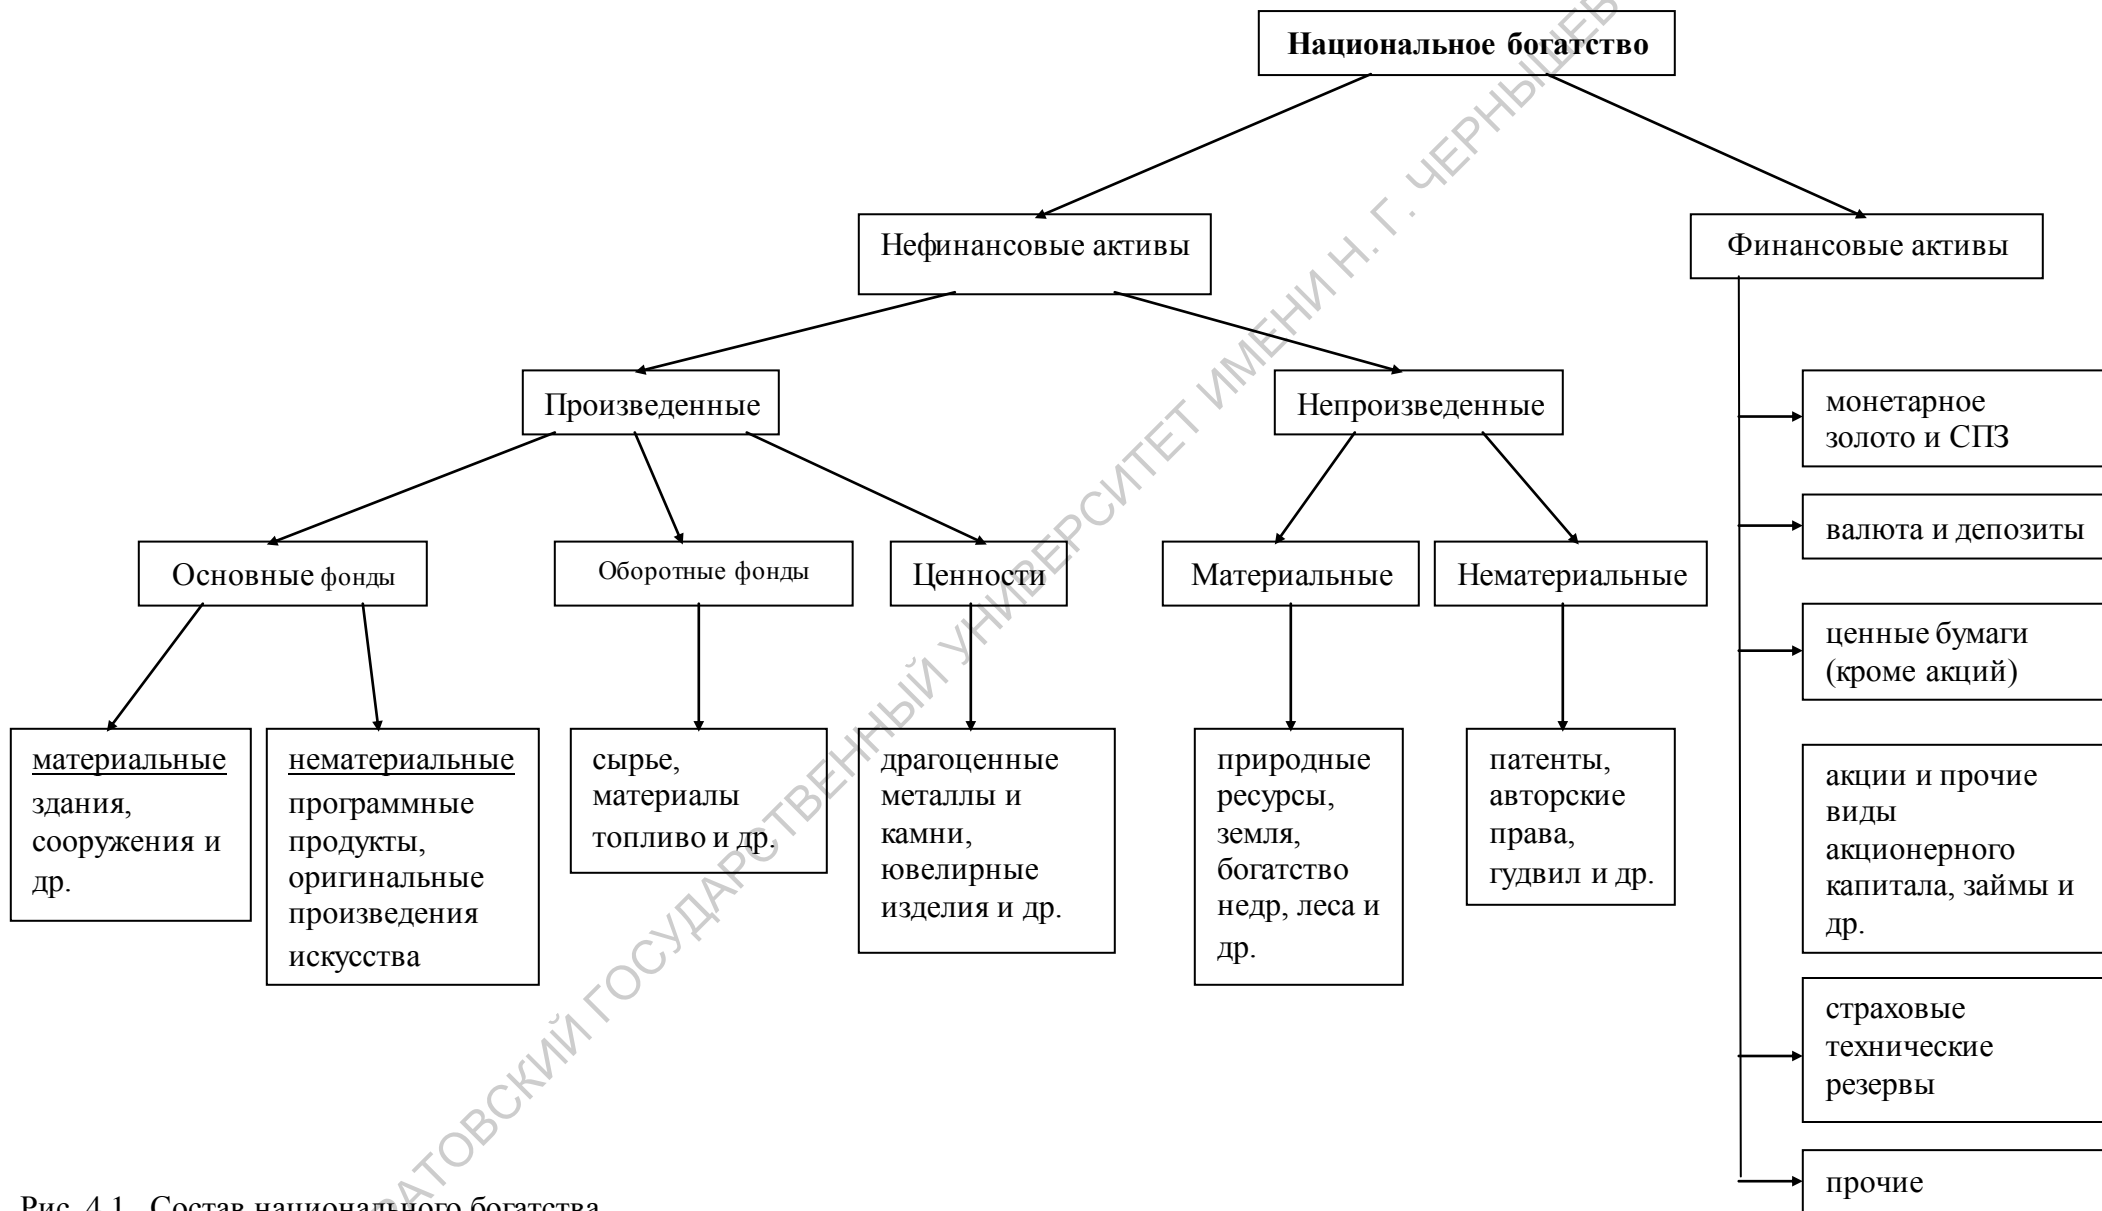 Национальное богатство
Нефинансовые активы
Финансовые активы
Произведенные
Непроизведенные
Основные фонды
Оборотные фонды
Ценности
Материальные
Нематериальные
материальные
здания,
сооружения и
др.
нематериальные
программные
продукты,
оригинальные
произведения
искусства
сырье,
материалы
топливо и др.
драгоценные
металлы и
камни,
ювелирные
изделия и др.
природные
ресурсы,
земля,
богатство
недр, леса и
др.
патенты,
авторские
права,
гудвил и др.
монетарное
золото и СПЗ
валюта и депозиты
ценные бумаги
(кроме акций)
акции и прочие
виды
акционерного
капитала, займы и
др.
страховые
технические
резервы
прочие
Рис. 4.1. Состав национального богатства
ГОСУДАРСТВЕННЫЙ УНИВЕРСИТЕТ ИМЕНИ Н. Г.